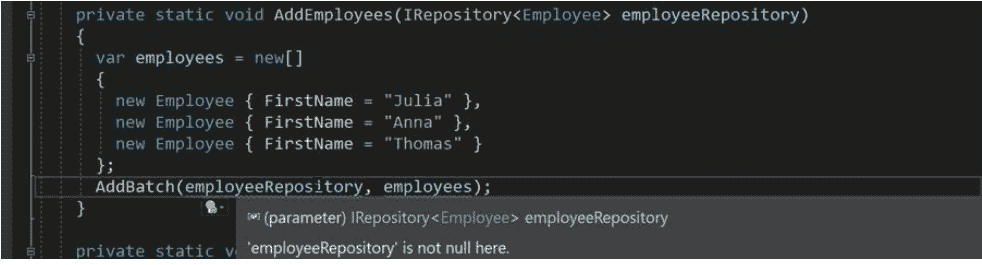 private static void AddEmployees(IRepository<Employee> employeeRepository)
{
var employees = new[]
{
new Employee { FirstName = "Julia" },
new Employee { FirstName = "Anna" },
new Employee { FirstName = "Thomas" }
};
AddBatch(employeeRepository, employees);
}
(parameter) IRepository<Employee> employeeRepository
'employeeRepository' is not null here.
private static v